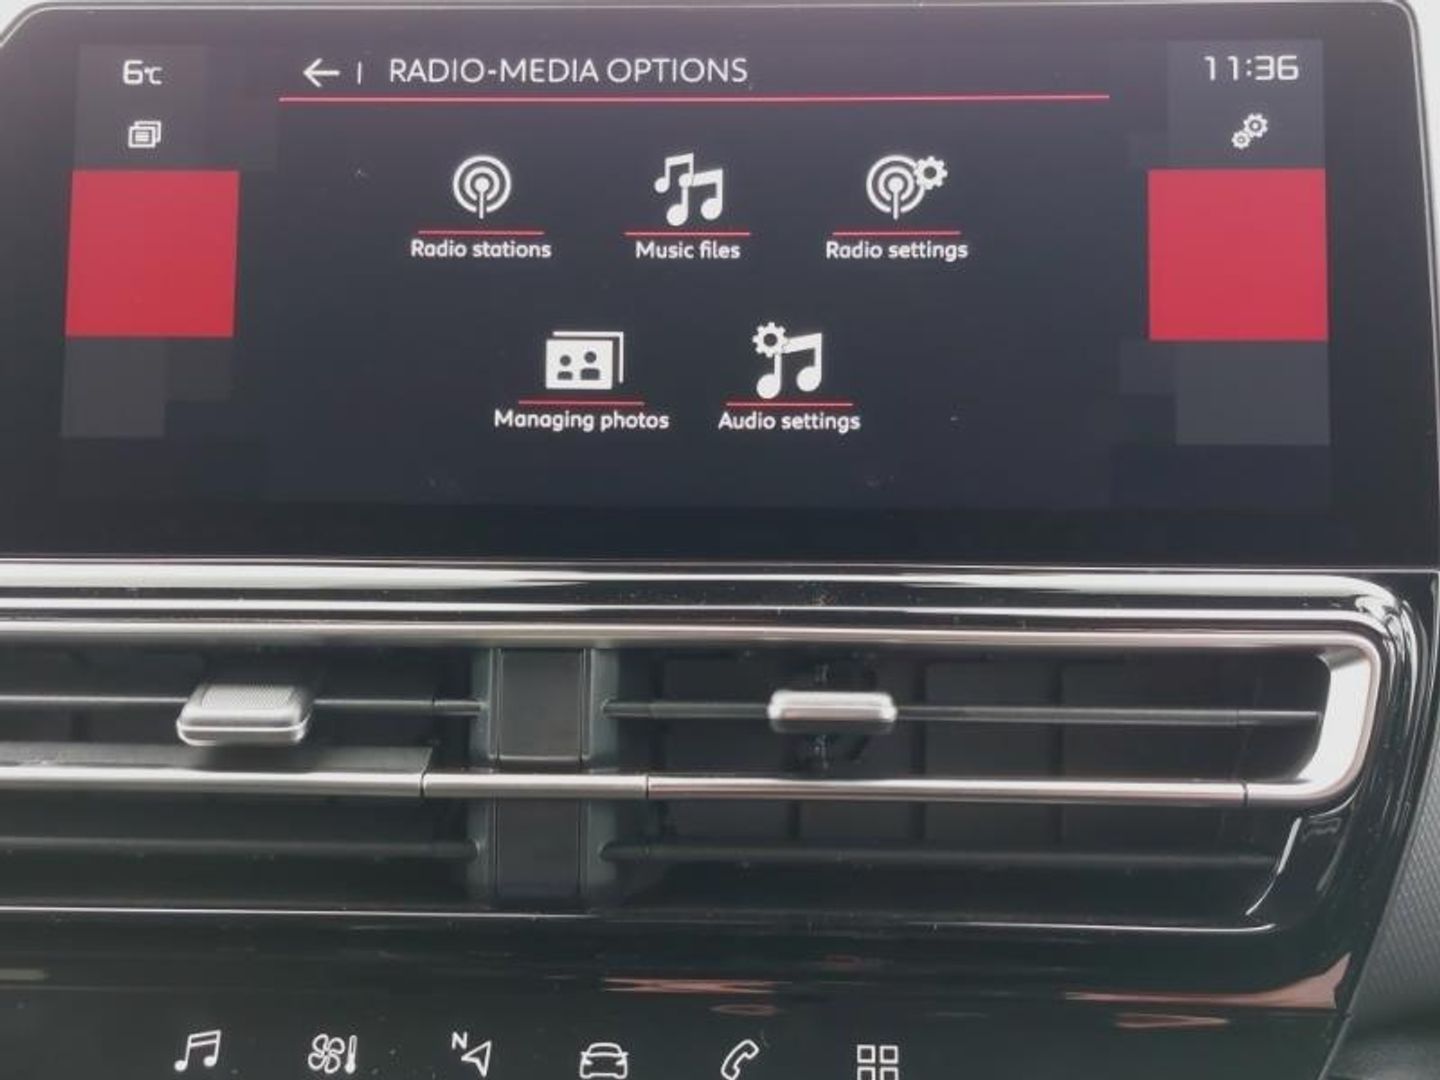 6°C
RADIO-MEDIA OPTIONS
11:36
Radio stations
Music files
Radio settings
Managing photos
Audio settings
N